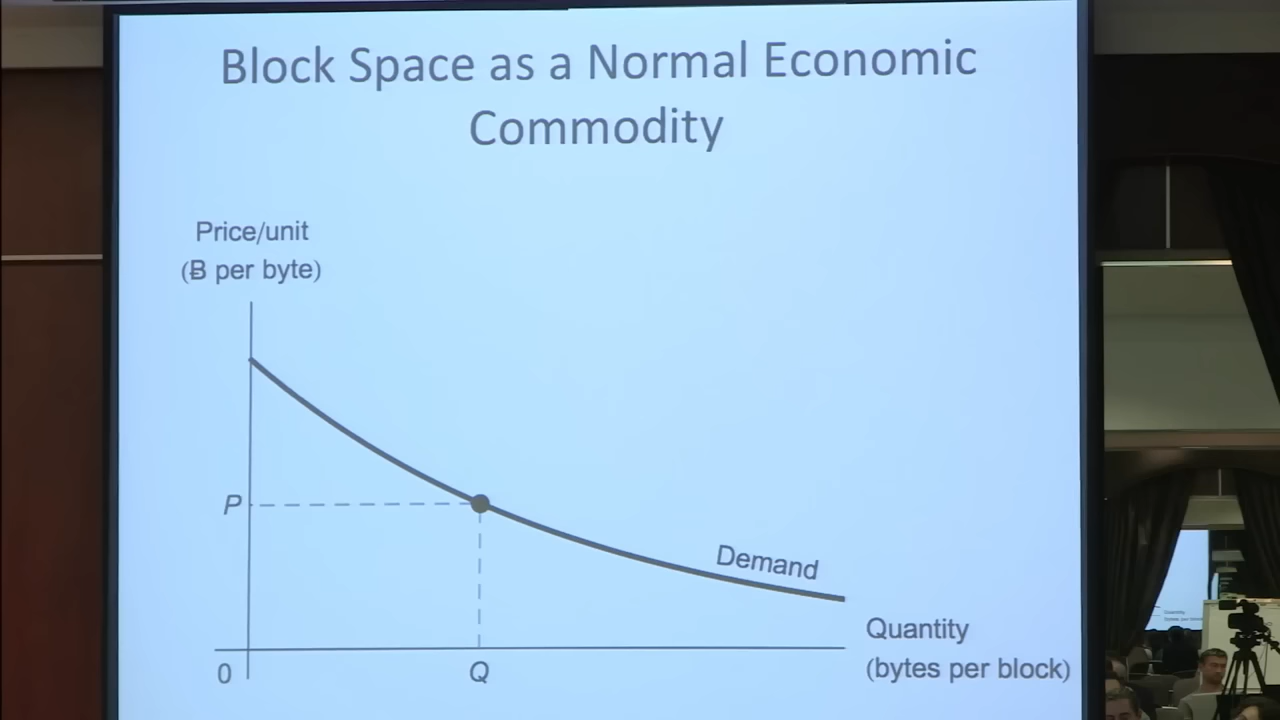 Block Space as a Normal Economic
Commodity
Price/unit
(Ƀ per byte)
P
Demand
Quantity
(bytes per block)
0
Q